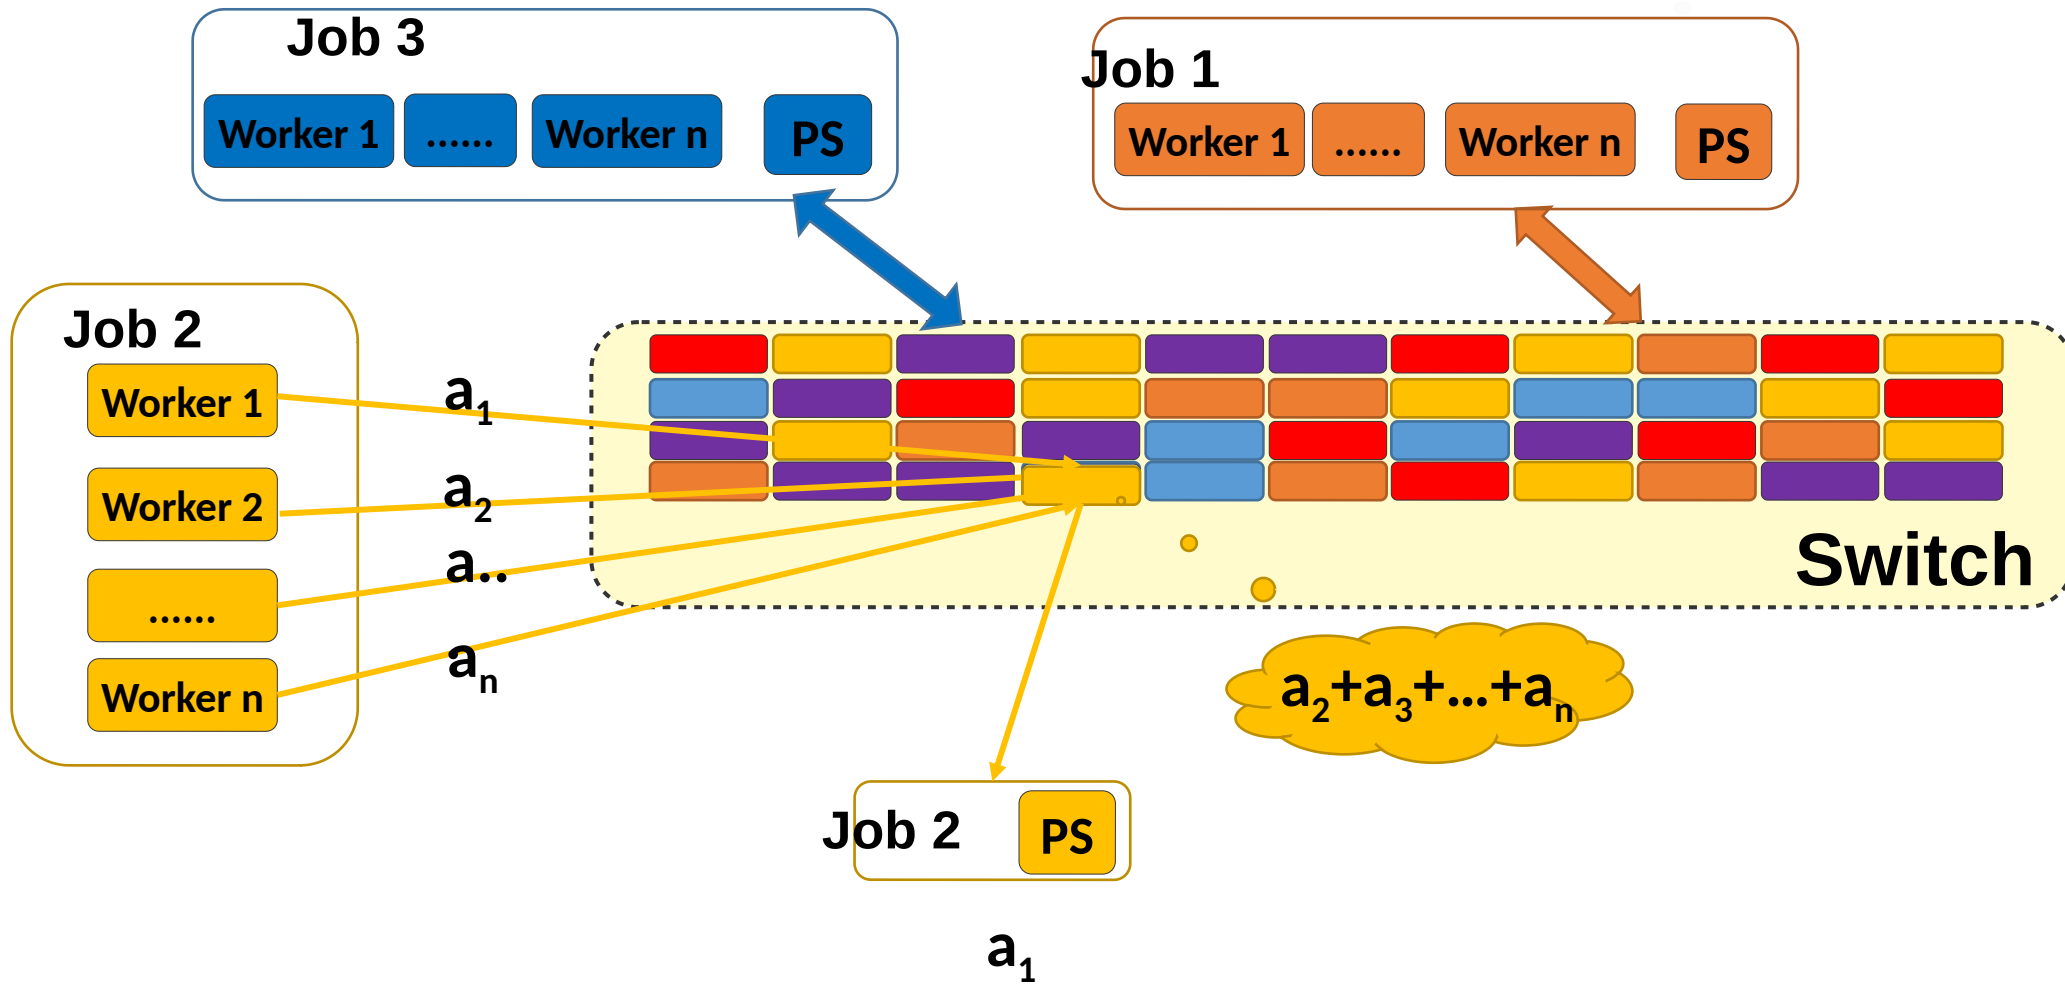 Job 3
Worker 1 ...... Worker n PS
Job 1
Worker 1 ...... Worker n PS
Job 2
Worker 1
Worker 2
......
Worker n
a₁
a₂
a..
aₙ
Switch
a₂+a₃+...+aₙ
Job 2 PS
a₁